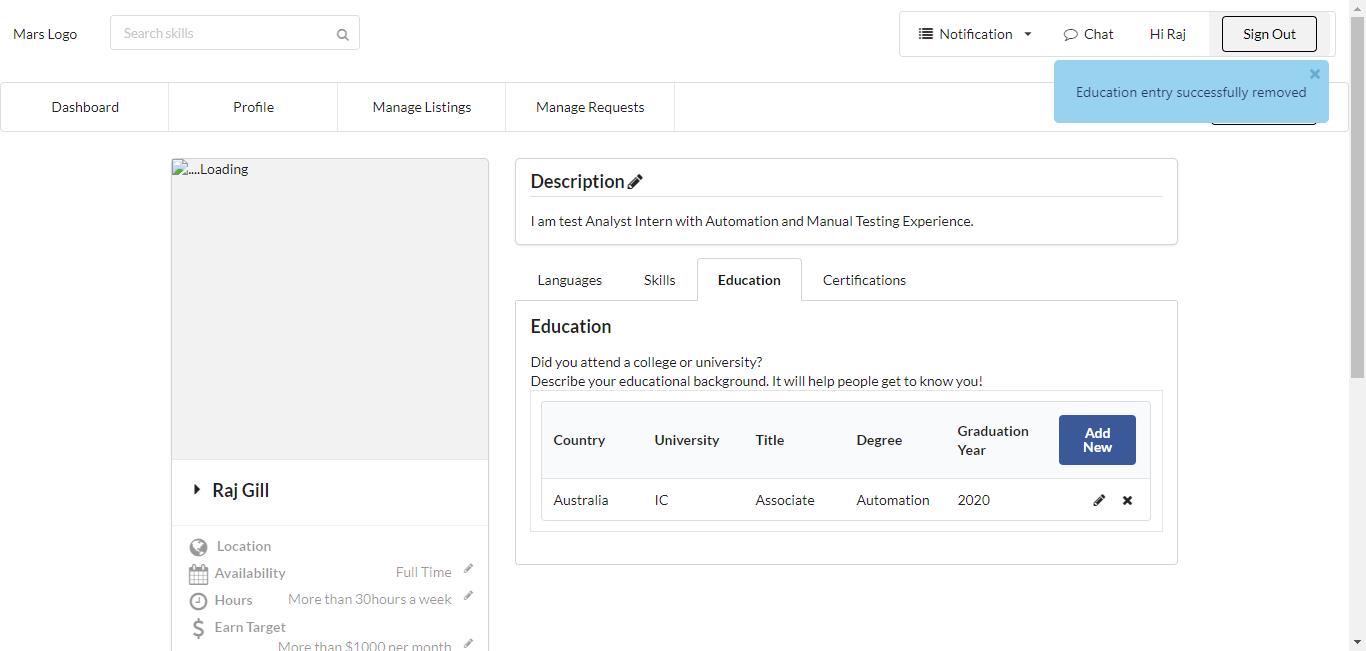 Mars Logo
Search skills
Notification
Chat
Hi Raj
Sign Out
Education entry successfully removed
Dashboard
Profile
Manage Listings
Manage Requests
....Loading
Raj Gill
Location
Availability
Full Time
Hours
More than 30hours a week
Earn Target
More than $1000 per month
Description
I am test Analyst Intern with Automation and Manual Testing Experience.
Languages
Skills
Education
Certifications
Education
Did you attend a college or university?
Describe your educational background. It will help people get to know you!
Country University Title Degree Graduation Year
Add New
Australia IC Associate Automation 2020